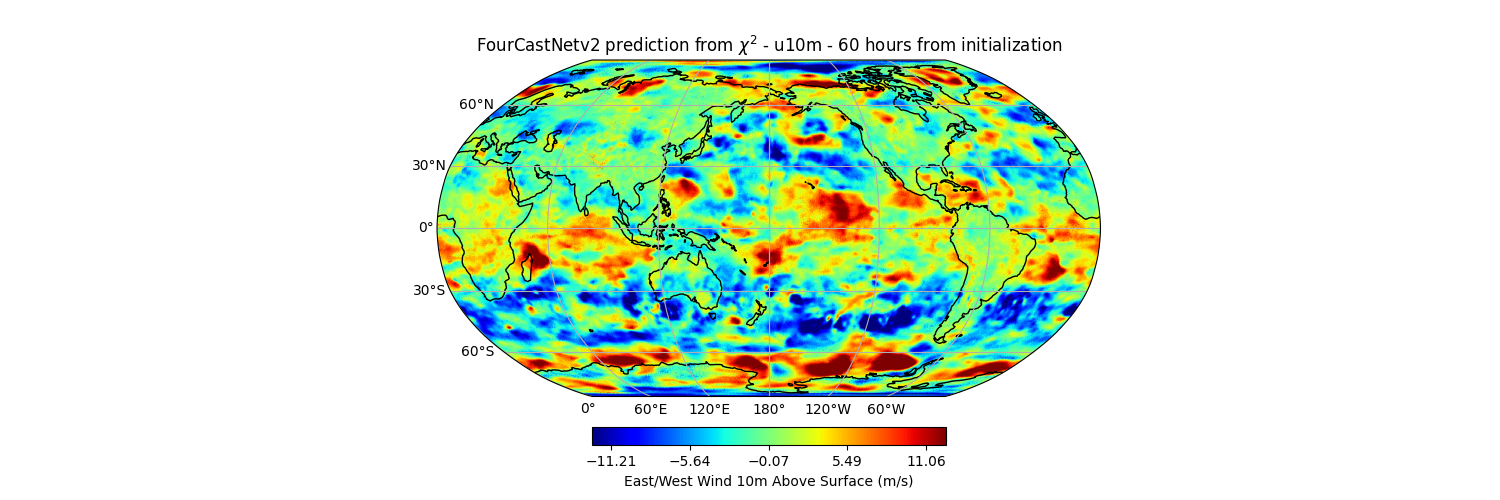 FourCastNetv2 prediction from χ² - u10m - 60 hours from initialization
60°N
30°N
0°
30°S
60°S
0° 60°E 120°E 180° 120°W 60°W
−11.21 −5.64 −0.07 5.49 11.06
East/West Wind 10m Above Surface (m/s)